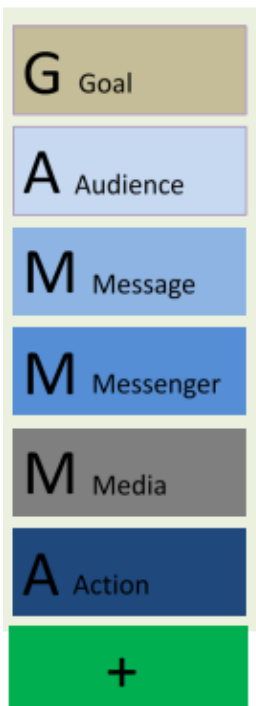 G Goal
A Audience
M Message
M Messenger
M Media
A Action
+